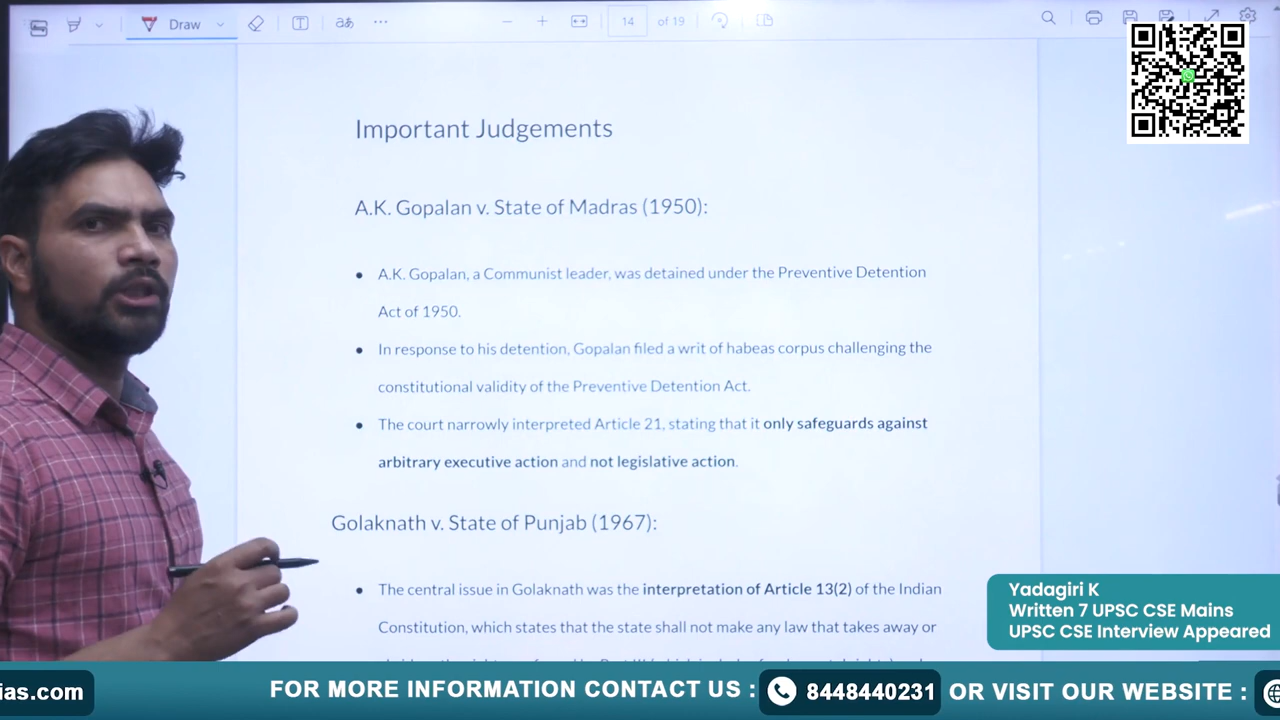 Draw
14
of 19
Important Judgements
A.K. Gopalan v. State of Madras (1950):
● A.K. Gopalan, a Communist leader, was detained under the Preventive Detention
Act of 1950.
● In response to his detention, Gopalan filed a writ of habeas corpus challenging the
constitutional validity of the Preventive Detention Act.
● The court narrowly interpreted Article 21, stating that it only safeguards against
arbitrary executive action and not legislative action.
Golaknath v. State of Punjab (1967):
● The central issue in Golaknath was the interpretation of Article 13(2) of the Indian
Constitution, which states that the state shall not make any law that takes away or
Yadagiri K
Written 7 UPSC CSE Mains
UPSC CSE Interview Appeared
ias.com
FOR MORE INFORMATION CONTACT US :
8448440231
OR VISIT OUR WEBSITE :